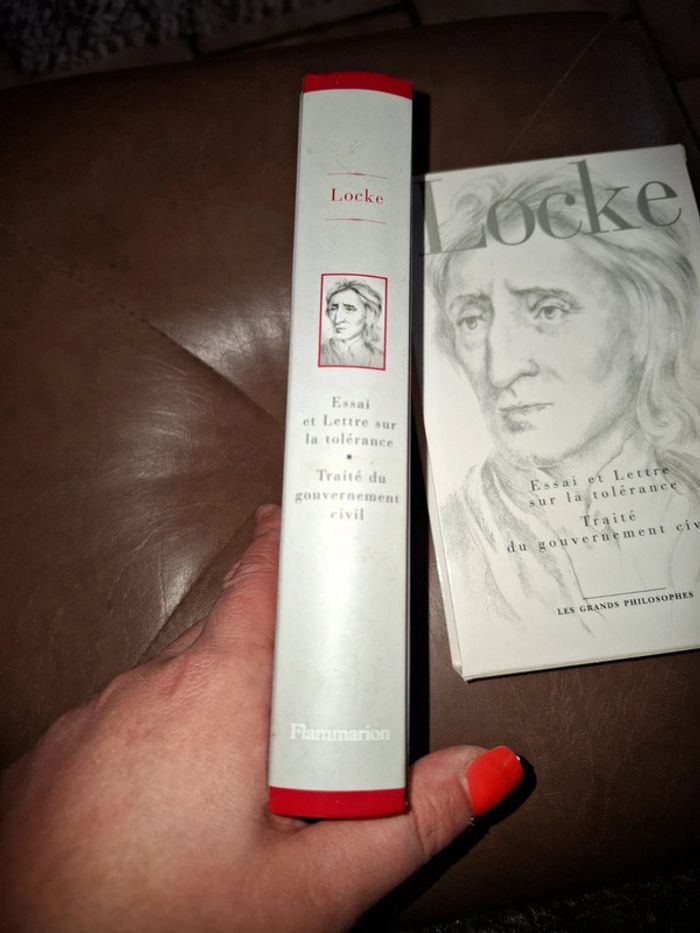 Locke
Essai
et Lettre sur
la tolérance
•
Traité du
gouvernement
civil
Flammarion
Locke
Essai et Lettre
sur la tolérance
Traité
du gouvernement civ
LES GRANDS PHILOSOPHES